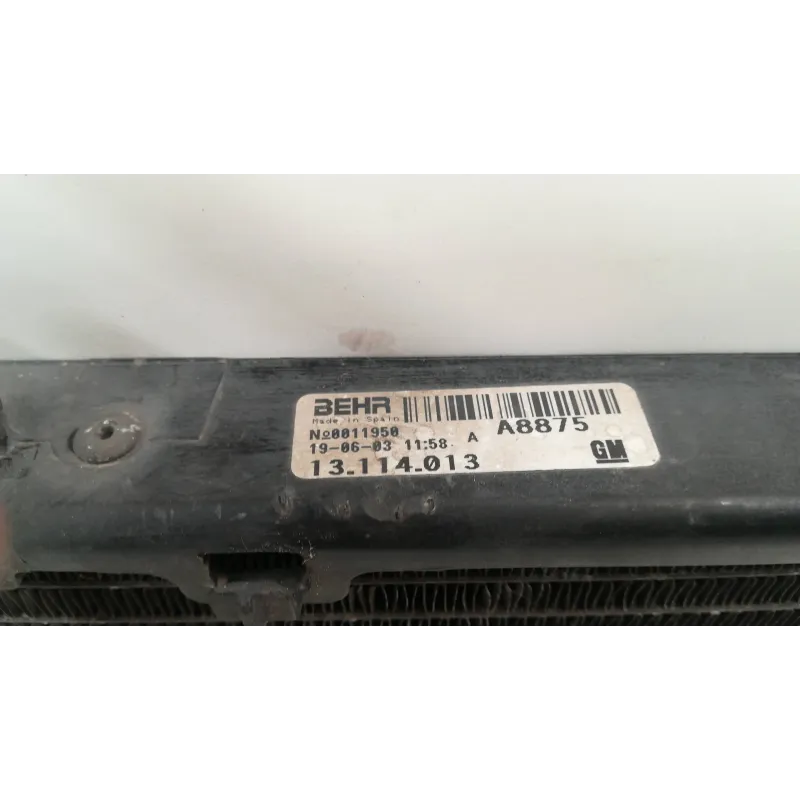 BEHR
Made in Spain
A8875
Nº0011950
19-06-03 11:58 A
13.114.013
GM